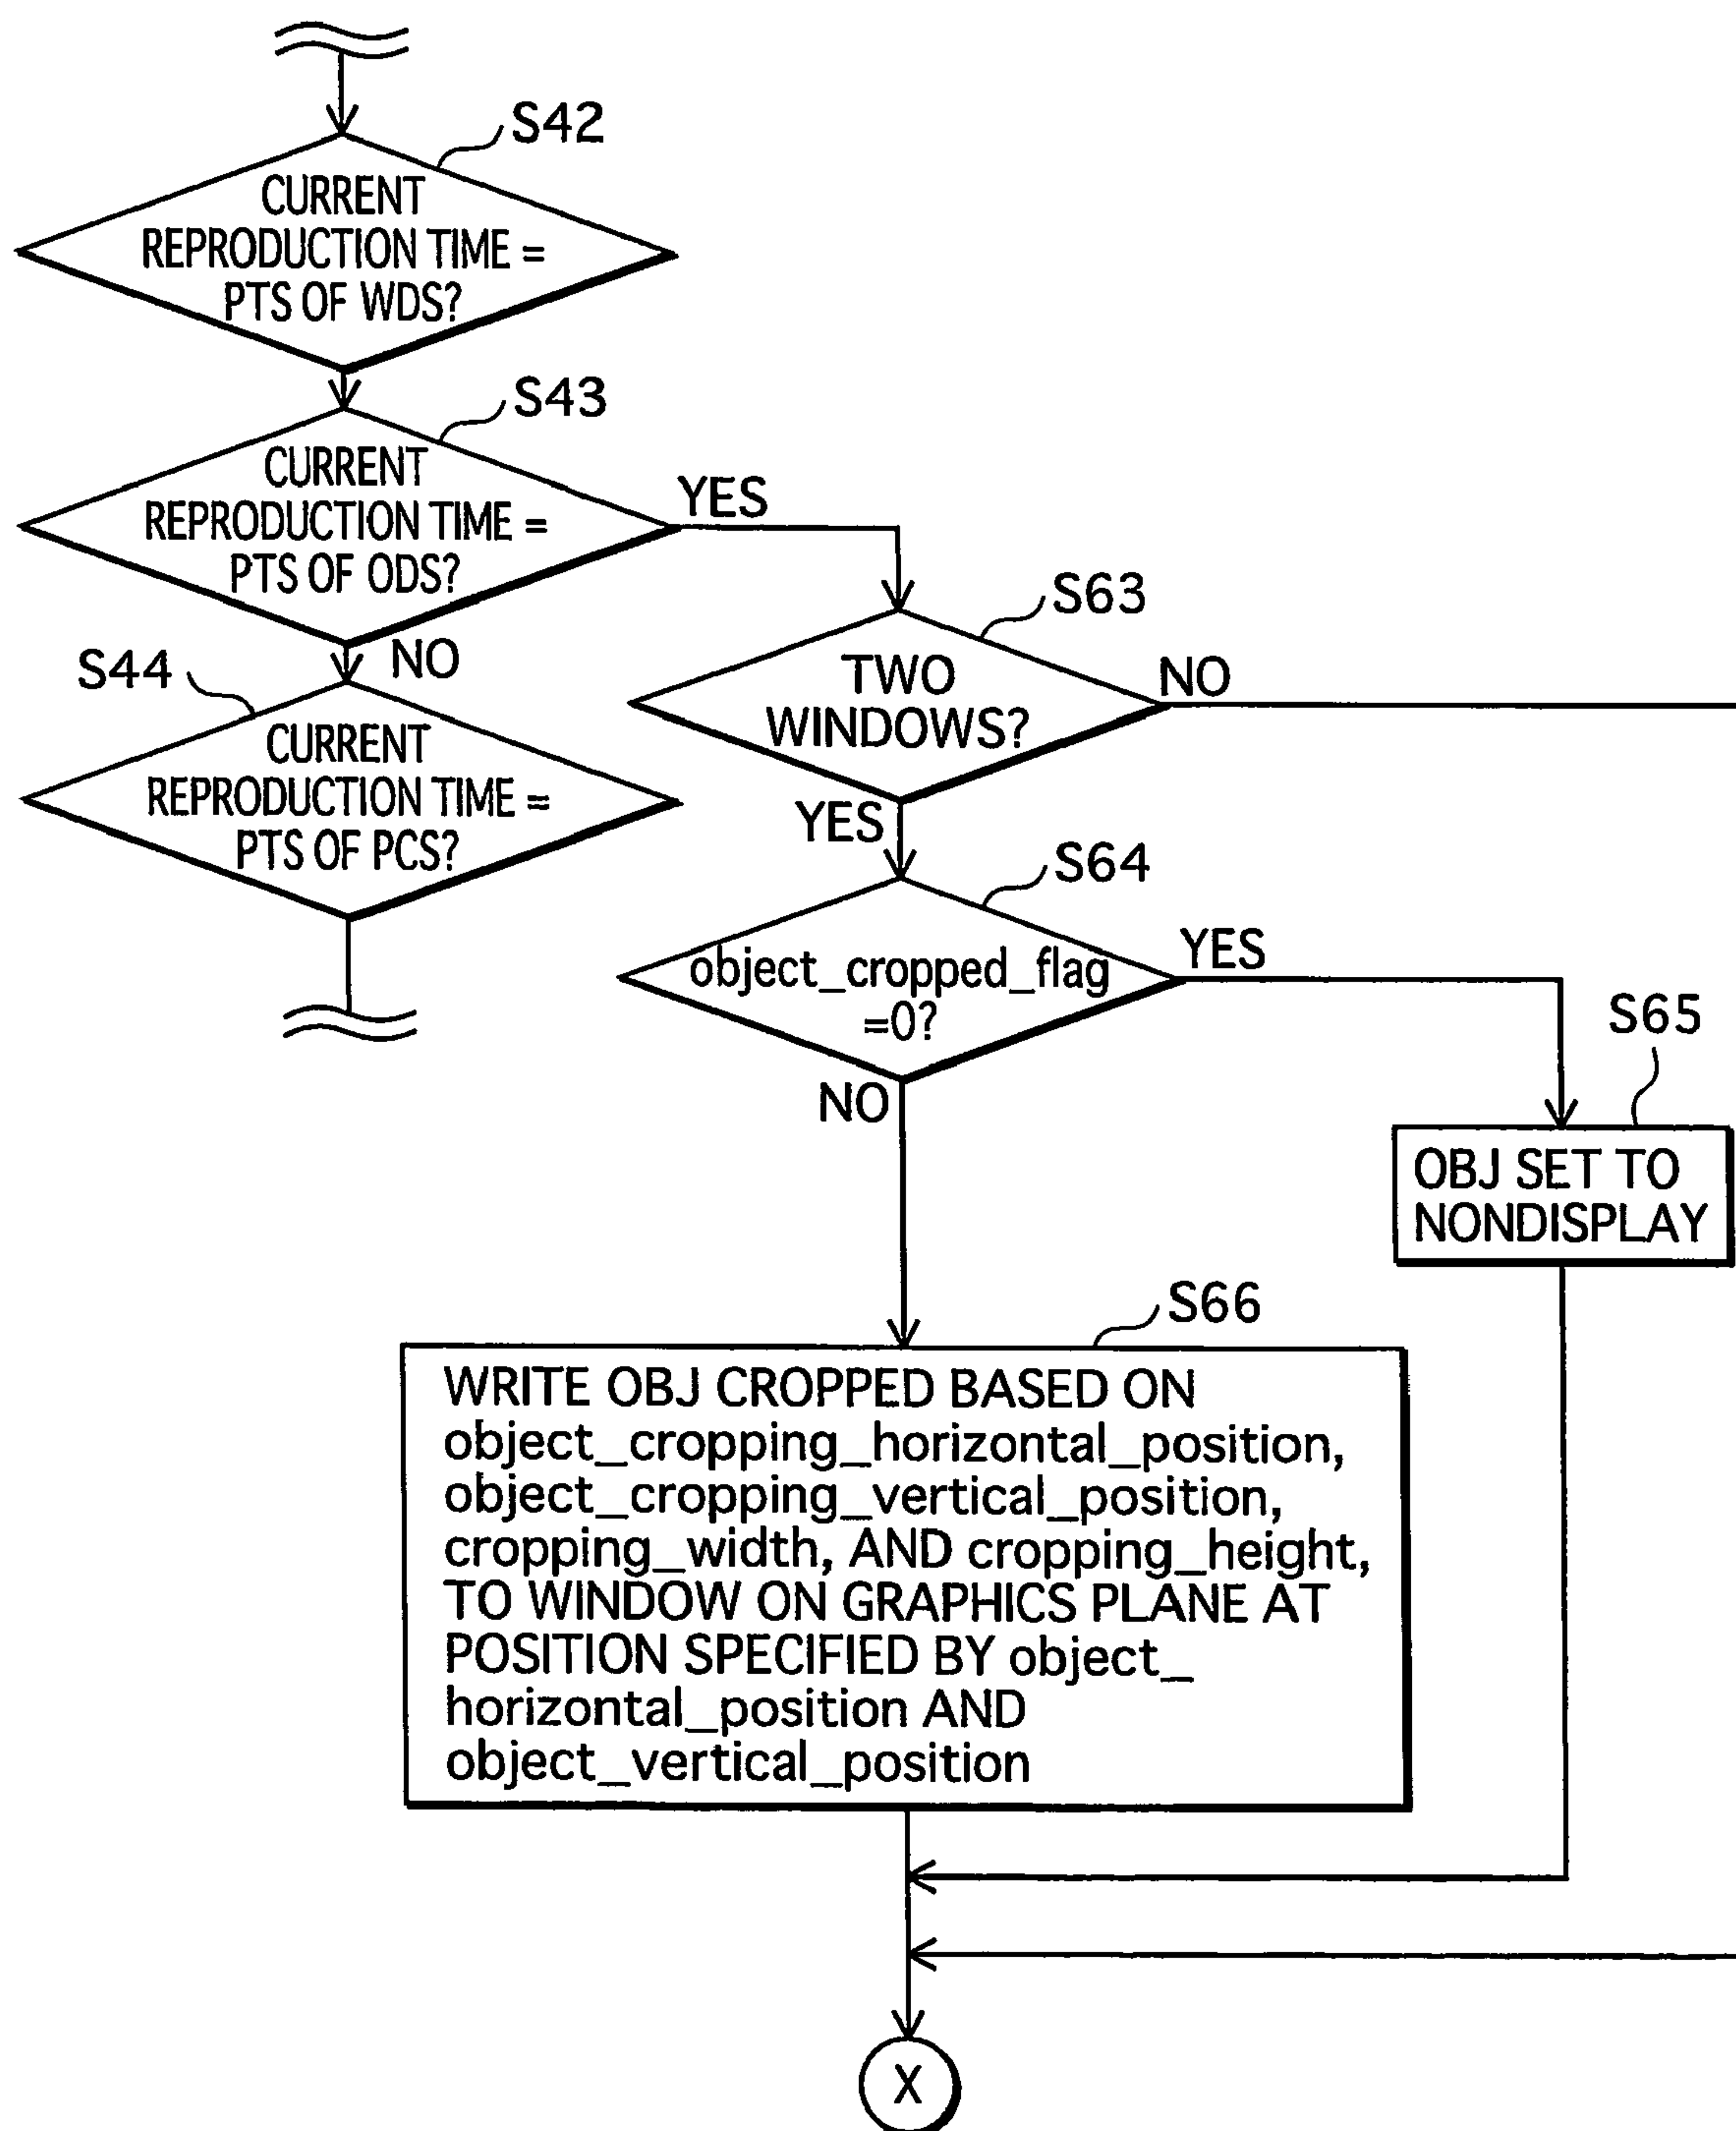 S42
CURRENT
REPRODUCTION TIME =
PTS OF WDS?
S43
CURRENT
REPRODUCTION TIME =
PTS OF ODS?
YES
NO
S44
CURRENT
REPRODUCTION TIME =
PTS OF PCS?
S63
TWO
WINDOWS?
NO
YES
S64
object_cropped_flag
=0?
YES
NO
S65
OBJ SET TO
NONDISPLAY
S66
WRITE OBJ CROPPED BASED ON
object_cropping_horizontal_position,
object_cropping_vertical_position,
cropping_width, AND cropping_height,
TO WINDOW ON GRAPHICS PLANE AT
POSITION SPECIFIED BY object_
horizontal_position AND
object_vertical_position
X